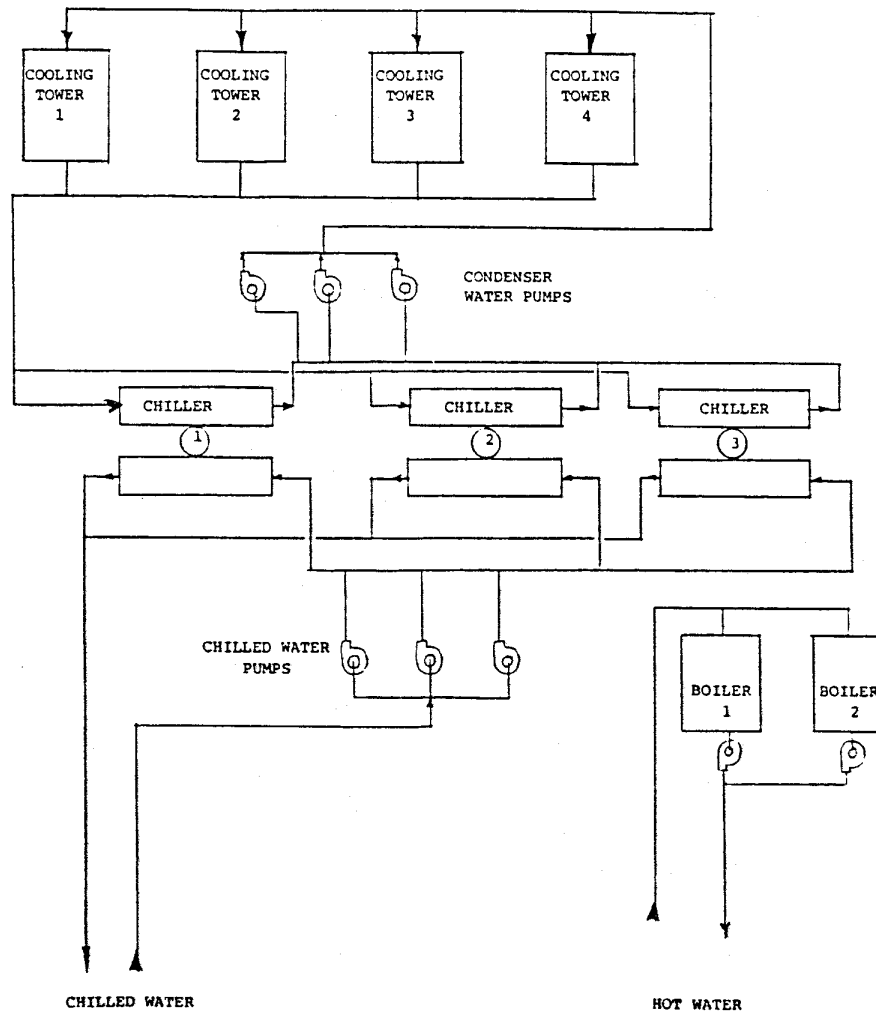 COOLING
TOWER
1
COOLING
TOWER
2
COOLING
TOWER
3
COOLING
TOWER
4
CONDENSER
WATER PUMPS
CHILLER
1
CHILLER
2
CHILLER
3
CHILLED WATER
PUMPS
BOILER
1
BOILER
2
CHILLED WATER
HOT WATER